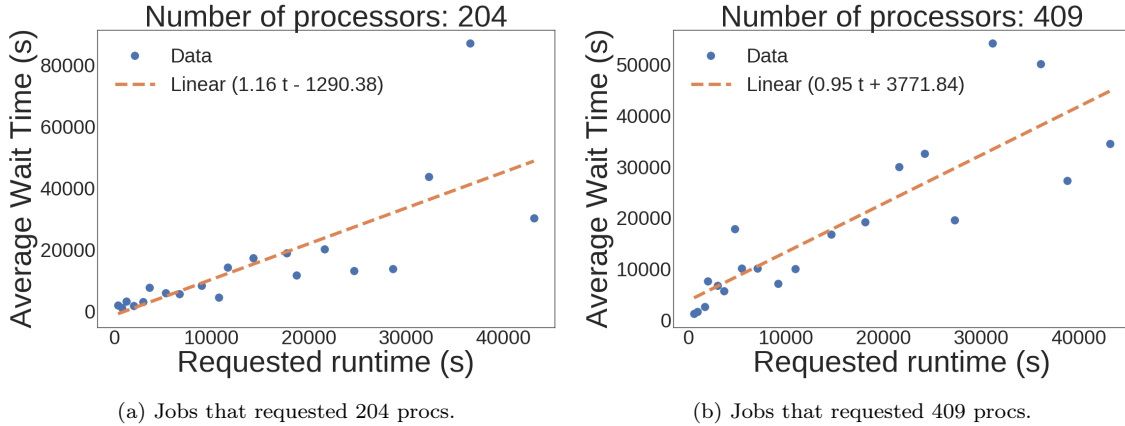 Number of processors: 204
Average Wait Time (s)
80000
60000
40000
20000
0
Data
Linear (1.16 t - 1290.38)
0 10000 20000 30000 40000
Requested runtime (s)
(a) Jobs that requested 204 procs.
Number of processors: 409
Average Wait Time (s)
50000
40000
30000
20000
10000
0
Data
Linear (0.95 t + 3771.84)
0 10000 20000 30000 40000
Requested runtime (s)
(b) Jobs that requested 409 procs.